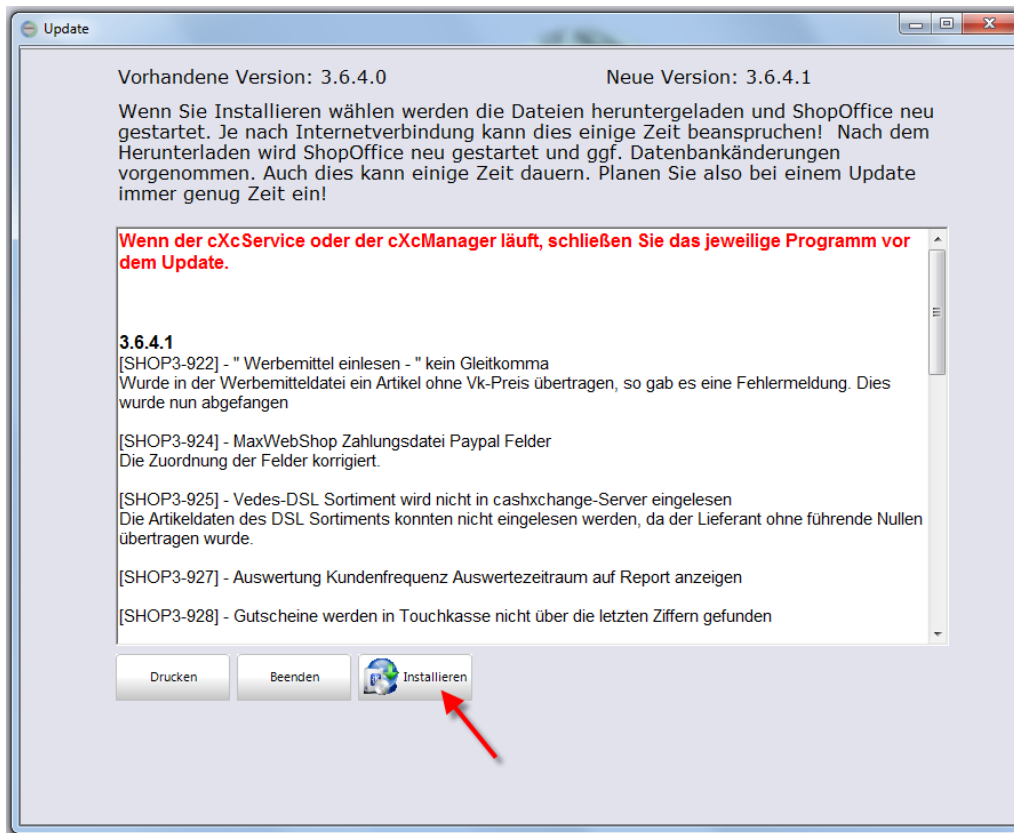 Update
Vorhandene Version: 3.6.4.0 Neue Version: 3.6.4.1
Wenn Sie Installieren wählen werden die Dateien heruntergeladen und ShopOffice neu
gestartet. Je nach Internetverbindung kann dies einige Zeit beanspruchen!  Nach dem
Herunterladen wird ShopOffice neu gestartet und ggf. Datenbankänderungen
vorgenommen. Auch dies kann einige Zeit dauern. Planen Sie also bei einem Update
immer genug Zeit ein!
Wenn der cXcService oder der cXcManager läuft, schließen Sie das jeweilige Programm vor
dem Update.
3.6.4.1
[SHOP3-922] - " Werbemittel einlesen - " kein Gleitkomma
Wurde in der Werbemitteldatei ein Artikel ohne Vk-Preis übertragen, so gab es eine Fehlermeldung. Dies
wurde nun abgefangen
[SHOP3-924] - MaxWebShop Zahlungsdatei Paypal Felder
Die Zuordnung der Felder korrigiert.
[SHOP3-925] - Vedes-DSL Sortiment wird nicht in cashxchange-Server eingelesen
Die Artikeldaten des DSL Sortiments konnten nicht eingelesen werden, da der Lieferant ohne führende Nullen
übertragen wurde.
[SHOP3-927] - Auswertung Kundenfrequenz Auswertezeitraum auf Report anzeigen
[SHOP3-928] - Gutscheine werden in Touchkasse nicht über die letzten Ziffern gefunden
Drucken Beenden Installieren